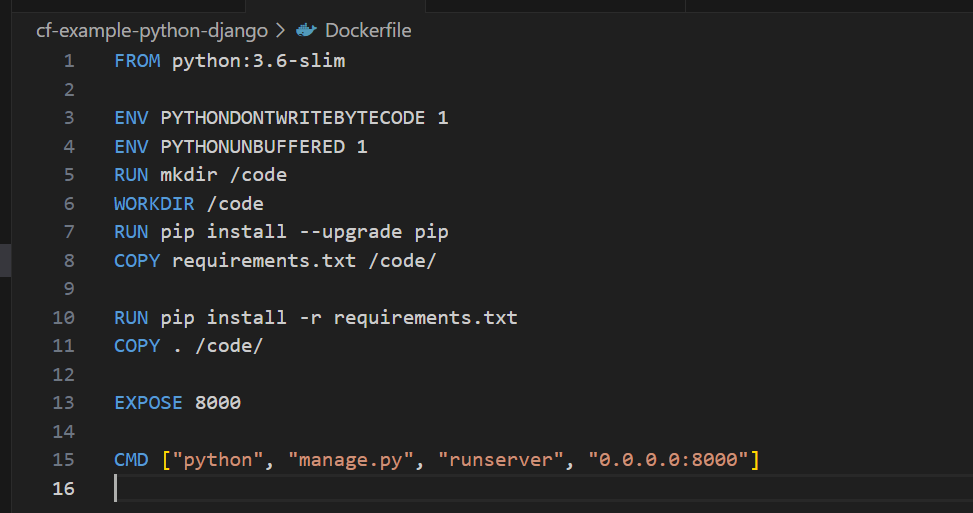 cf-example-python-django > Dockerfile
1 FROM python:3.6-slim
2
3 ENV PYTHONDONTWRITEBYTECODE 1
4 ENV PYTHONUNBUFFERED 1
5 RUN mkdir /code
6 WORKDIR /code
7 RUN pip install --upgrade pip
8 COPY requirements.txt /code/
9
10 RUN pip install -r requirements.txt
11 COPY . /code/
12
13 EXPOSE 8000
14
15 CMD ["python", "manage.py", "runserver", "0.0.0.0:8000"]
16